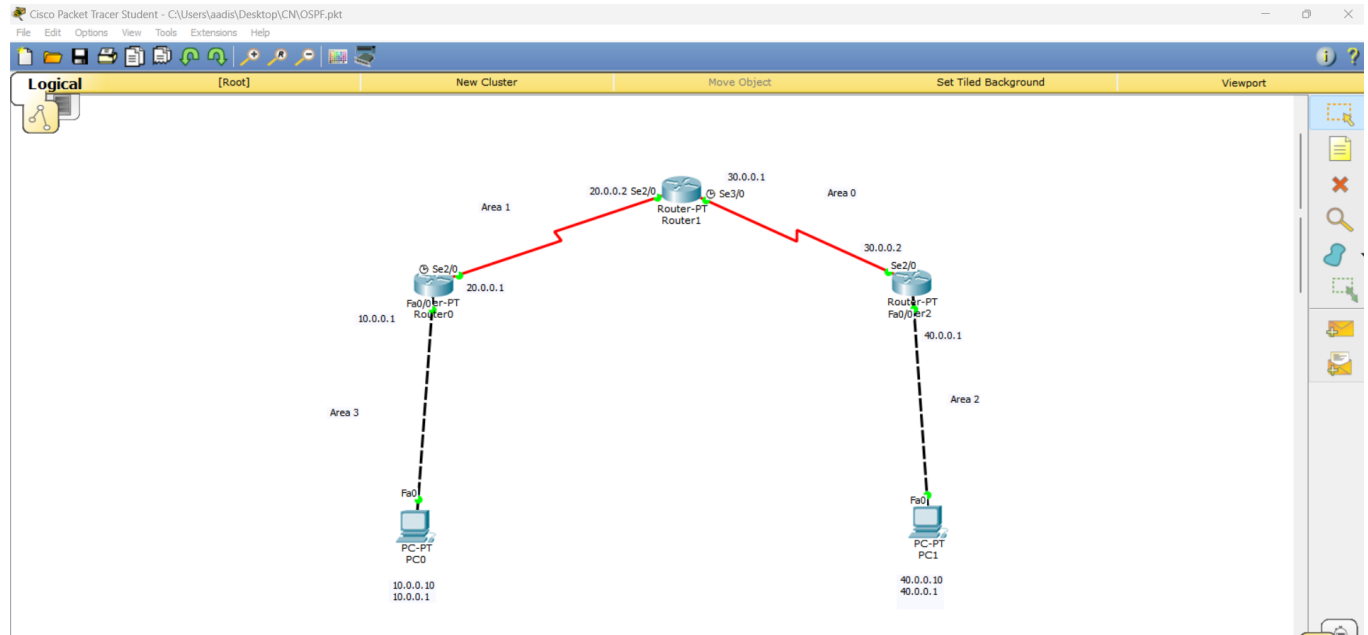 Cisco Packet Tracer Student - C:\Users\aadis\Desktop\CN\OSPF.pkt
File Edit Options View Tools Extensions Help
i ?
Logical [Root] New Cluster Move Object Set Tiled Background Viewport
30.0.0.1
20.0.0.2 Se2/0 Se3/0 Area 0
Area 1
Router-PT
Router1
30.0.0.2
Se2/0 Se2/0
20.0.0.1
Fa0/0er-PT Router-PT
10.0.0.1 Router0 Fa0/0er2
40.0.0.1
Area 2
Area 3
Fa0 Fa0
PC-PT PC-PT
PC0 PC1
10.0.0.10 40.0.0.10
10.0.0.1 40.0.0.1